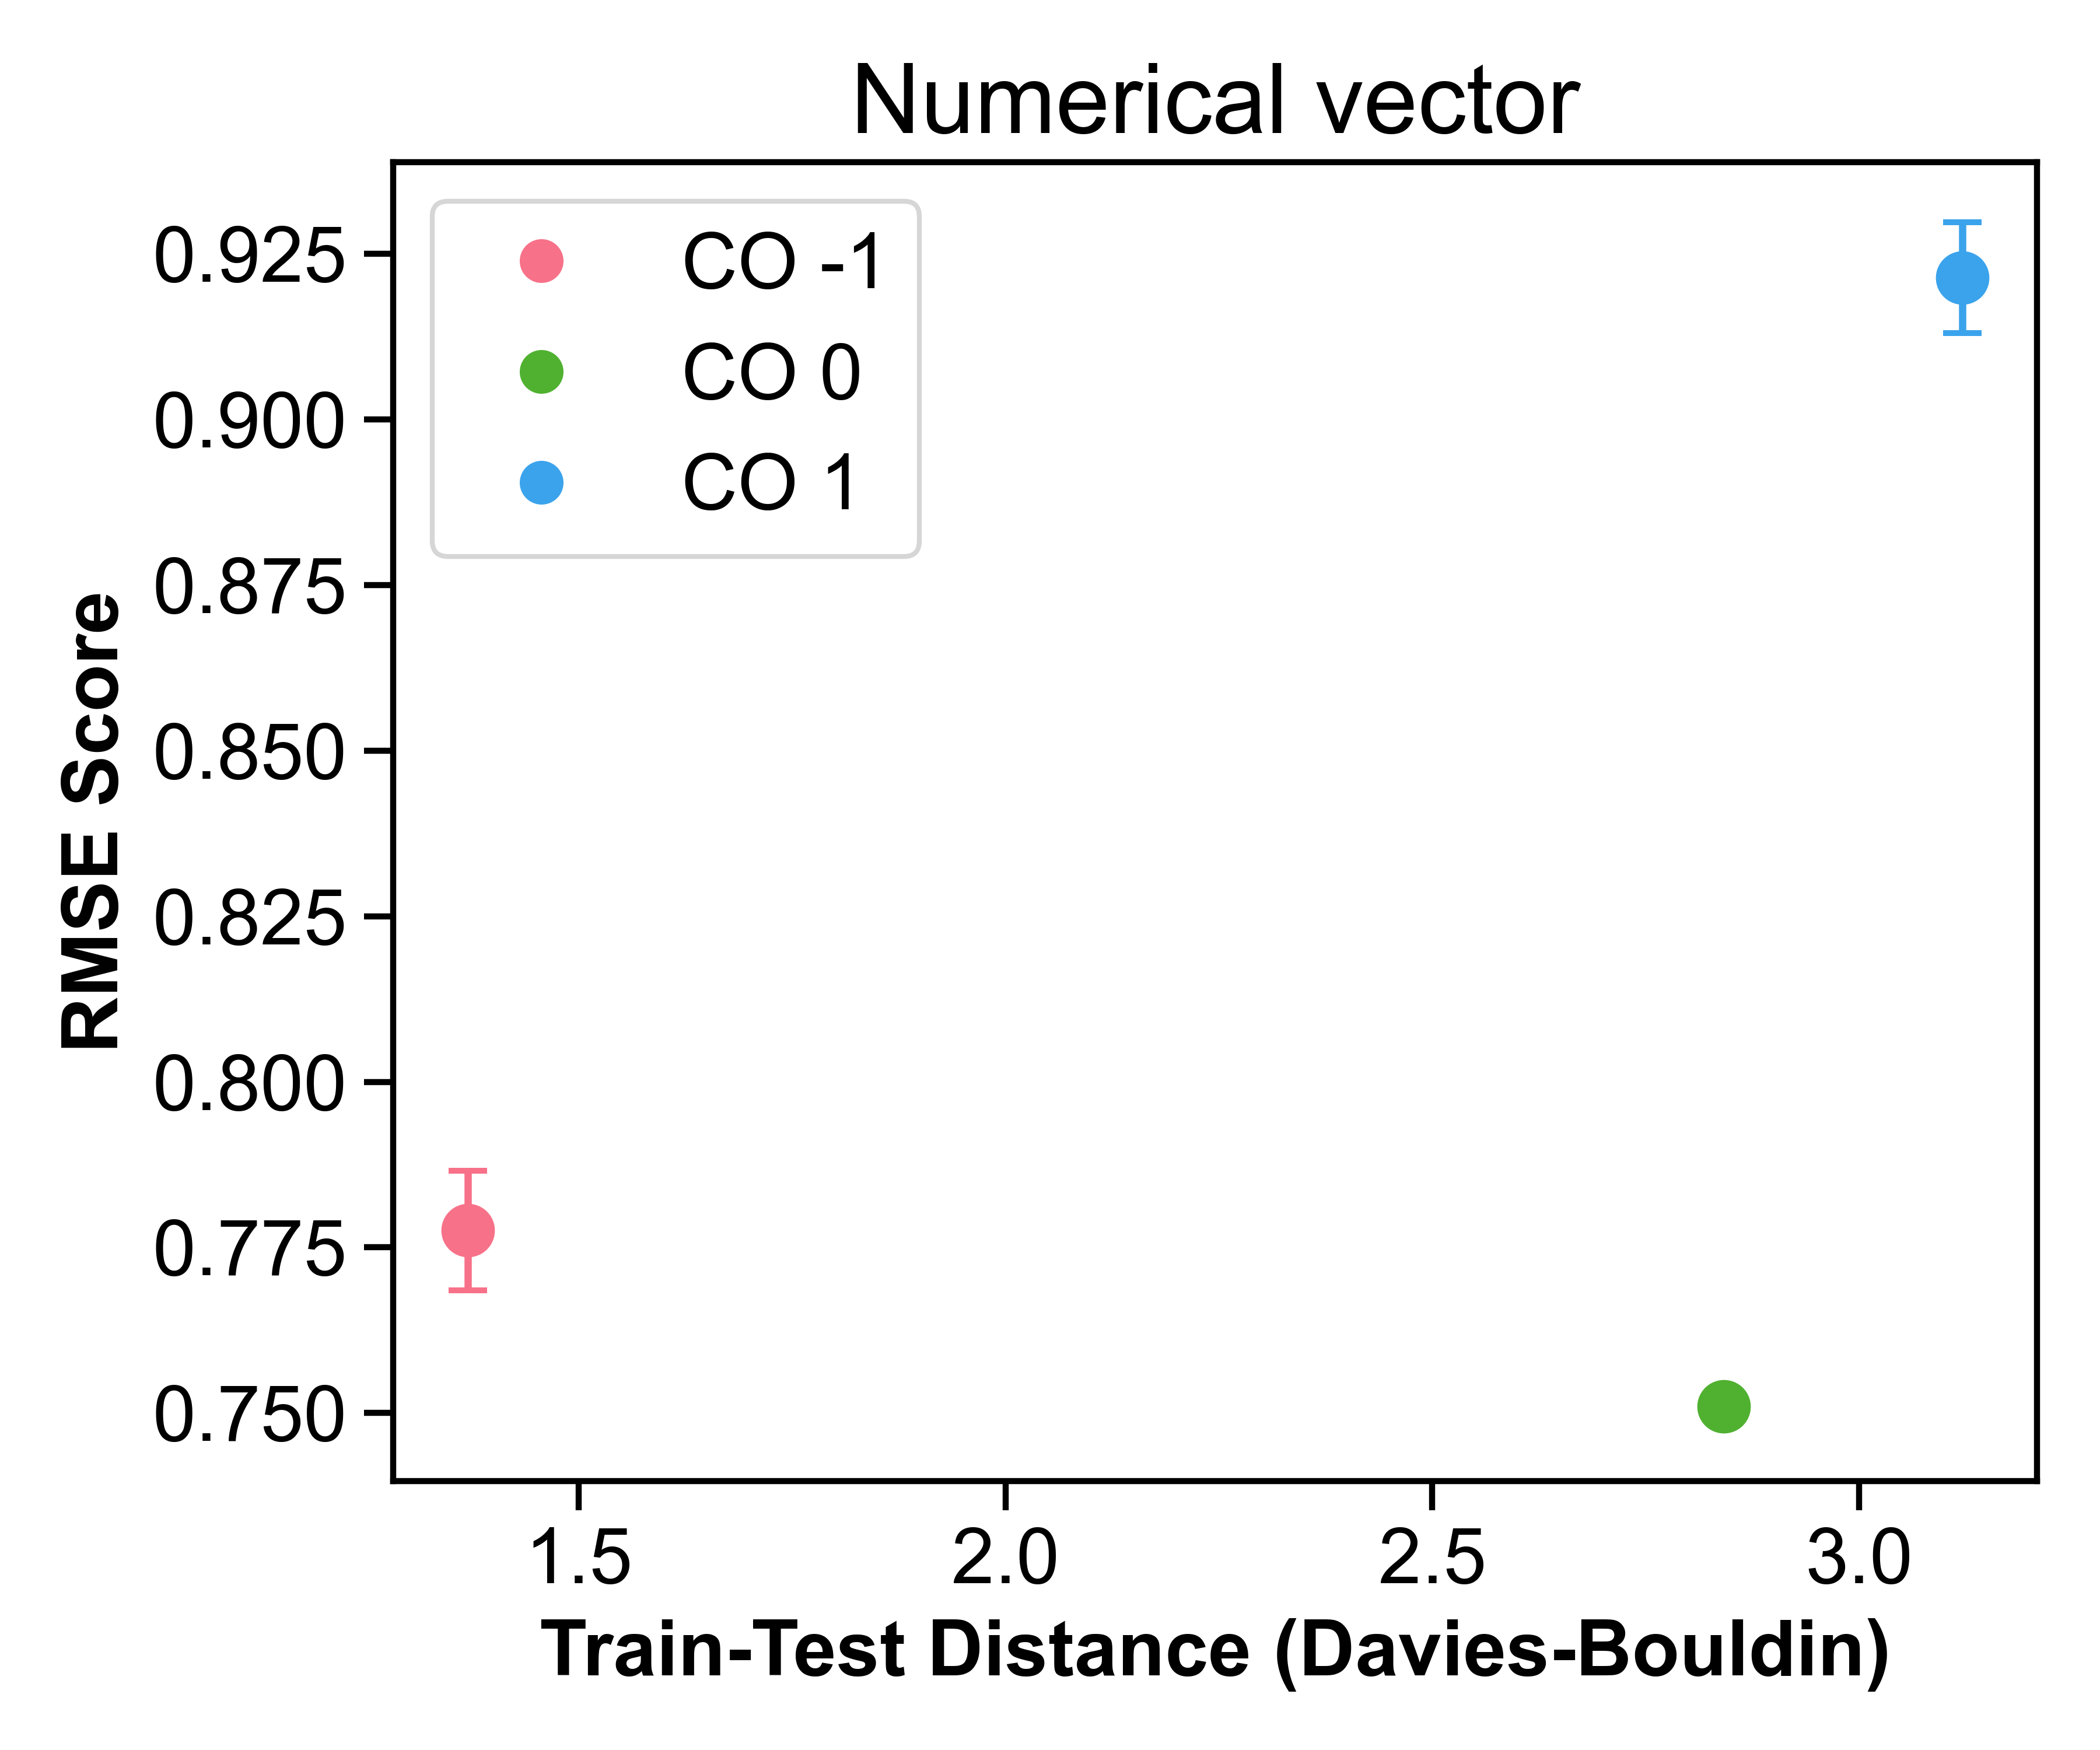 Numerical vector
CO -1
CO 0
CO 1
0.925
0.900
0.875
0.850
0.825
0.800
0.775
0.750
RMSE Score
1.5 2.0 2.5 3.0
Train-Test Distance (Davies-Bouldin)